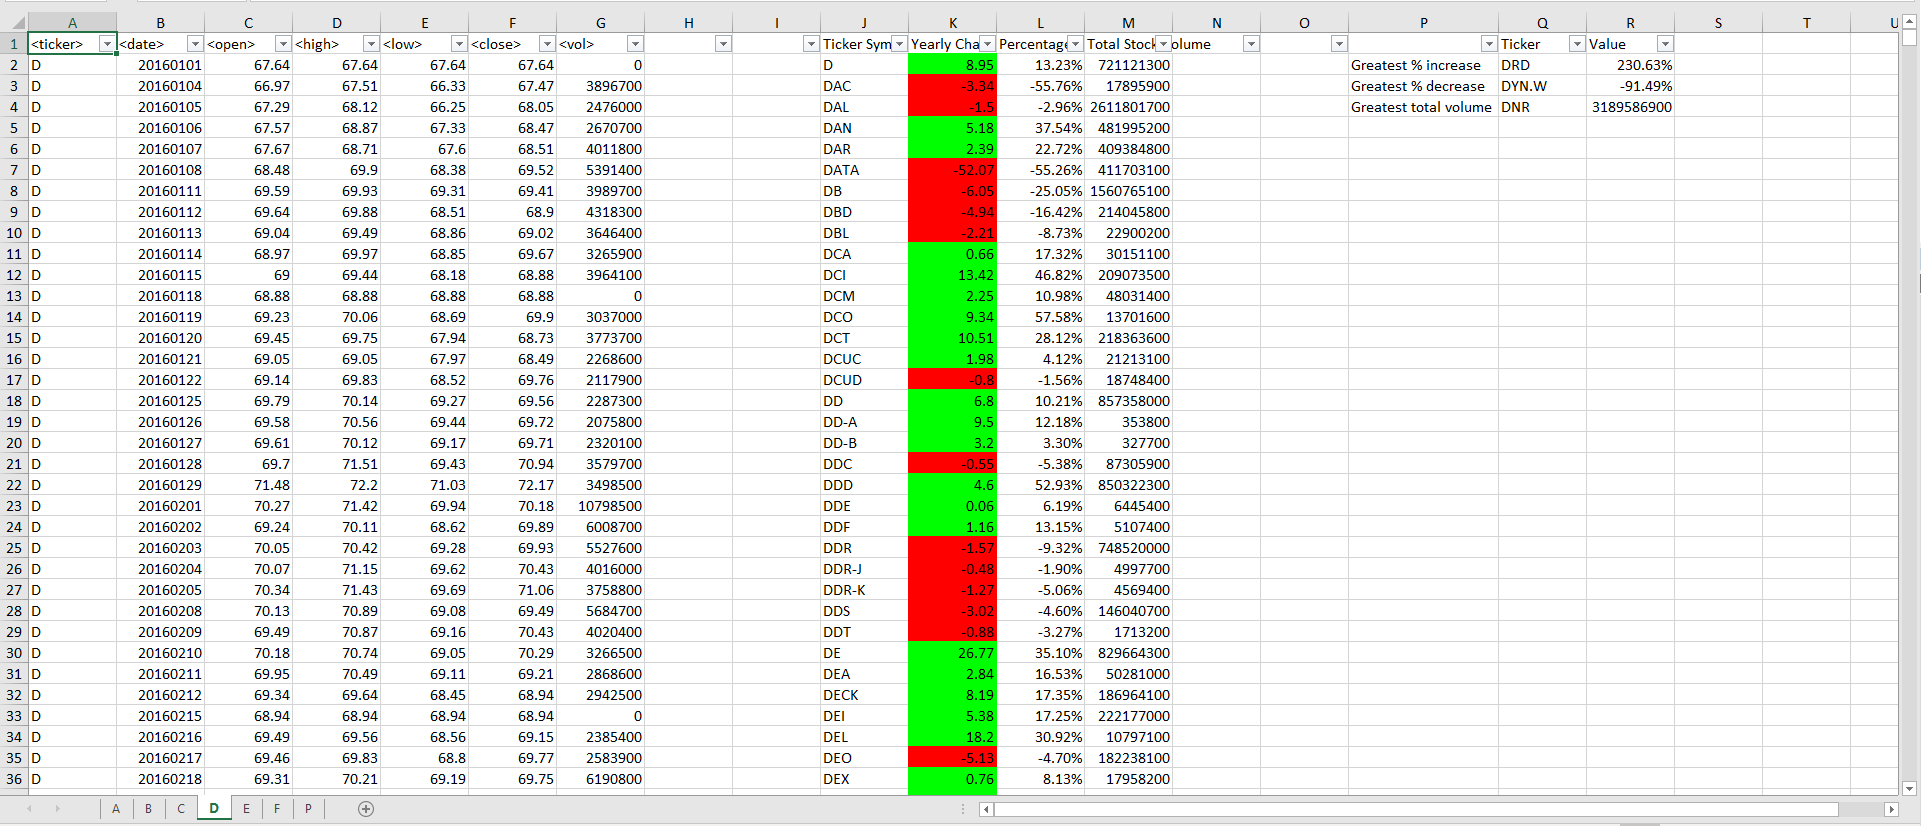 A B C D E F G H I J K L M N O P Q R S T U
1 <ticker> <date> <open> <high> <low> <close> <vol> Ticker Sym Yearly Cha Percentage Total Stock olume Ticker Value
2 D 20160101 67.64 67.64 67.64 67.64 0 D 8.95 13.23% 721121300 Greatest % increase DRD 230.63%
3 D 20160104 66.97 67.51 66.33 67.47 3896700 DAC -3.34 -55.76% 17895900 Greatest % decrease DYN.W -91.49%
4 D 20160105 67.29 68.12 66.25 68.05 2476000 DAL -1.5 -2.96% 2611801700 Greatest total volume DNR 3189586900
5 D 20160106 67.57 68.87 67.33 68.47 2670700 DAN 5.18 37.54% 481995200
6 D 20160107 67.67 68.71 67.6 68.51 4011800 DAR 2.39 22.72% 409384800
7 D 20160108 68.48 69.9 68.38 69.52 5391400 DATA -52.07 -55.26% 411703100
8 D 20160111 69.59 69.93 69.31 69.41 3989700 DB -6.05 -25.05% 1560765100
9 D 20160112 69.64 69.88 68.51 68.9 4318300 DBD -4.94 -16.42% 214045800
10 D 20160113 69.04 69.49 68.86 69.02 3646400 DBL -2.21 -8.73% 22900200
11 D 20160114 68.97 69.97 68.85 69.67 3265900 DCA 0.66 17.32% 30151100
12 D 20160115 69 69.44 68.18 68.88 3964100 DCI 13.42 46.82% 209073500
13 D 20160118 68.88 68.88 68.88 68.88 0 DCM 2.25 10.98% 48031400
14 D 20160119 69.23 70.06 68.69 69.9 3037000 DCO 9.34 57.58% 13701600
15 D 20160120 69.45 69.75 67.94 68.73 3773700 DCT 10.51 28.12% 218363600
16 D 20160121 69.05 69.05 67.97 68.49 2268600 DCUC 1.98 4.12% 21213100
17 D 20160122 69.14 69.83 68.52 69.76 2117900 DCUD -0.8 -1.56% 18748400
18 D 20160125 69.79 70.14 69.27 69.56 2287300 DD 6.8 10.21% 857358000
19 D 20160126 69.58 70.56 69.44 69.72 2075800 DD-A 9.5 12.18% 353800
20 D 20160127 69.61 70.12 69.17 69.71 2320100 DD-B 3.2 3.30% 327700
21 D 20160128 69.7 71.51 69.43 70.94 3579700 DDC -0.55 -5.38% 87305900
22 D 20160129 71.48 72.2 71.03 72.17 3498500 DDD 4.6 52.93% 850322300
23 D 20160201 70.27 71.42 69.94 70.18 10798500 DDE 0.06 6.19% 6445400
24 D 20160202 69.24 70.11 68.62 69.89 6008700 DDF 1.16 13.15% 5107400
25 D 20160203 70.05 70.42 69.28 69.93 5527600 DDR -1.57 -9.32% 748520000
26 D 20160204 70.07 71.15 69.62 70.43 4016000 DDR-J -0.48 -1.90% 4997700
27 D 20160205 70.34 71.43 69.69 71.06 3758800 DDR-K -1.27 -5.06% 4569400
28 D 20160208 70.13 70.89 69.08 69.49 5684700 DDS -3.02 -4.60% 146040700
29 D 20160209 69.49 70.87 69.16 70.43 4020400 DDT -0.88 -3.27% 1713200
30 D 20160210 70.18 70.74 69.05 70.29 3266500 DE 26.77 35.10% 829664300
31 D 20160211 69.95 70.49 69.11 69.21 2868600 DEA 2.84 16.53% 50281000
32 D 20160212 69.34 69.64 68.45 68.94 2942500 DECK 8.19 17.35% 186964100
33 D 20160215 68.94 68.94 68.94 68.94 0 DEI 5.38 17.25% 222177000
34 D 20160216 69.49 69.56 68.56 69.15 2385400 DEL 18.2 30.92% 10797100
35 D 20160217 69.46 69.83 68.8 69.77 2583900 DEO -5.13 -4.70% 182238100
36 D 20160218 69.31 70.21 69.19 69.75 6190800 DEX 0.76 8.13% 17958200
A B C D E F P